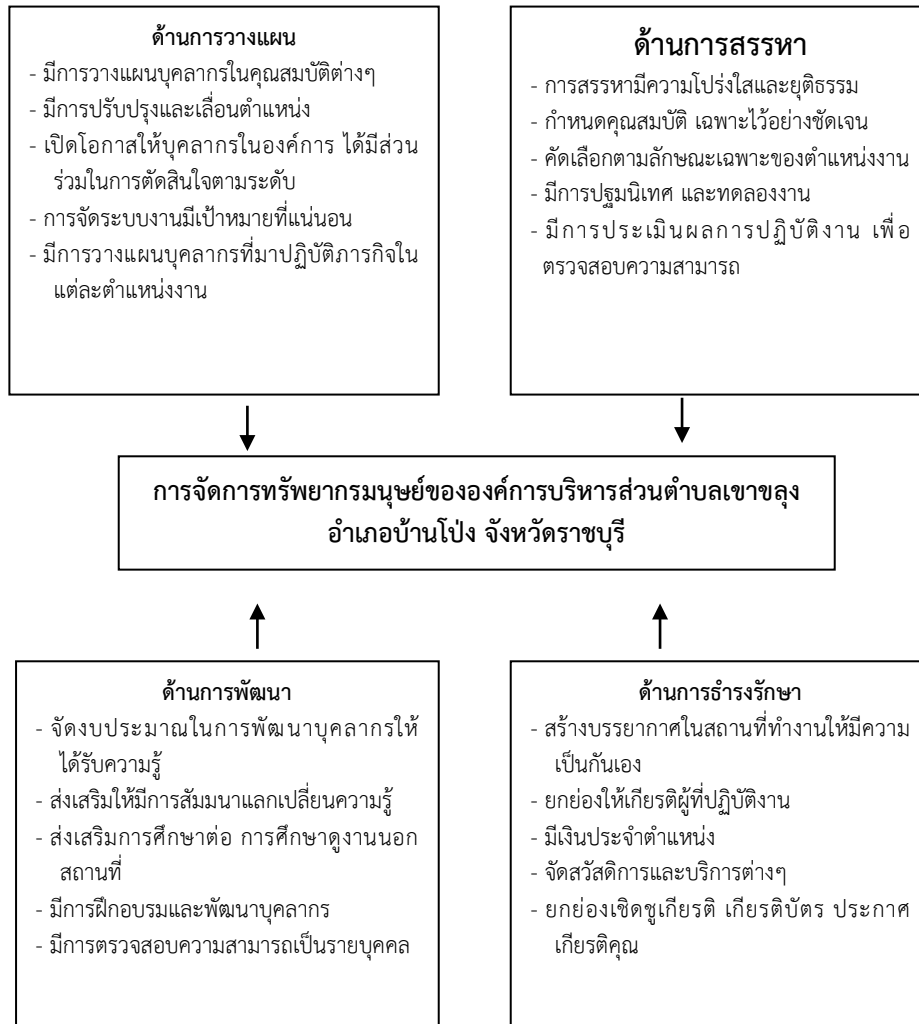 ด้านการวางแผน
- มีการวางแผนบุคลากรในคุณสมบัติต่างๆ
- มีการปรับปรุงและเลื่อนตำแหน่ง
- เปิดโอกาสให้บุคลากรในองค์การ ได้มีส่วน
ร่วมในการตัดสินใจตามระดับ
- การจัดระบบงานมีเป้าหมายที่แน่นอน
- มีการวางแผนบุคลากรที่มาปฏิบัติภารกิจใน
แต่ละตำแหน่งงาน
ด้านการสรรหา
- การสรรหามีความโปร่งใสและยุติธรรม
- กำหนดคุณสมบัติ เฉพาะไว้อย่างชัดเจน
- คัดเลือกตามลักษณะเฉพาะของตำแหน่งงาน
- มีการปฐมนิเทศ และทดลองงาน
- มีการประเมินผลการปฏิบัติงาน เพื่อ
ตรวจสอบความสามารถ
การจัดการทรัพยากรมนุษย์ขององค์การบริหารส่วนตำบลเขาขลุง
อำเภอบ้านโป่ง จังหวัดราชบุรี
ด้านการพัฒนา
- จัดงบประมาณในการพัฒนาบุคลากรให้
ได้รับความรู้
- ส่งเสริมให้มีการสัมมนาแลกเปลี่ยนความรู้
- ส่งเสริมการศึกษาต่อ การศึกษาดูงานนอก
สถานที่
- มีการฝึกอบรมและพัฒนาบุคลากร
- มีการตรวจสอบความสามารถเป็นรายบุคคล
ด้านการธำรงรักษา
- สร้างบรรยากาศในสถานที่ทำงานให้มีความ
เป็นกันเอง
- ยกย่องให้เกียรติผู้ที่ปฏิบัติงาน
- มีเงินประจำตำแหน่ง
- จัดสวัสดิการและบริการต่างๆ
- ยกย่องเชิดชูเกียรติ เกียรติบัตร ประกาศ
เกียรติคุณ